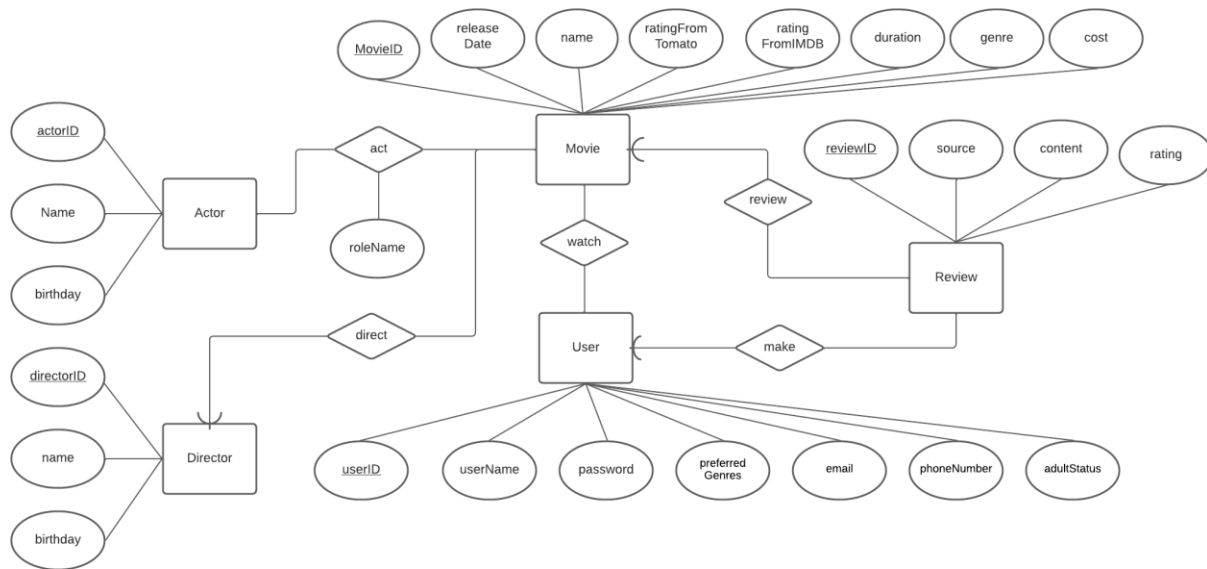 MovieID
release
Date
name
ratingFrom
Tomato
rating
FromIMDB
duration
genre
cost
actorID
act
Movie
reviewID
source
content
rating
Name
Actor
review
roleName
watch
birthday
Review
direct
User
make
directorID
name
Director
userID
userName
password
preferred
Genres
email
phoneNumber
adultStatus
birthday